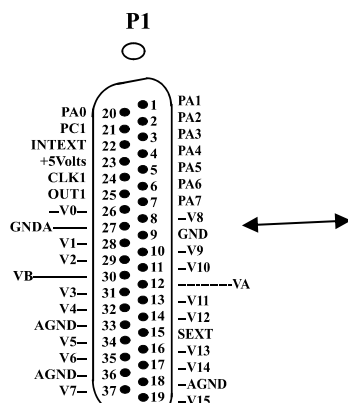 P1
PA0 20
PC1 21
INTEXT 22
+5Volts 23
CLK1 24
OUT1 25
–V0– 26
GNDA— 27
V1– 28
V2– 29
VB— 30
V3– 31
V4– 32
AGND– 33
V5– 34
V6– 35
AGND– 36
V7– 37
1 PA1
2 PA2
3 PA3
4 PA4
5 PA5
6 PA6
7 PA7
8 –V8
9 GND
10 –V9
11 –V10
12 --------VA
13 –V11
14 –V12
15 SEXT
16 –V13
17 –V14
18 –AGND
19 –V15